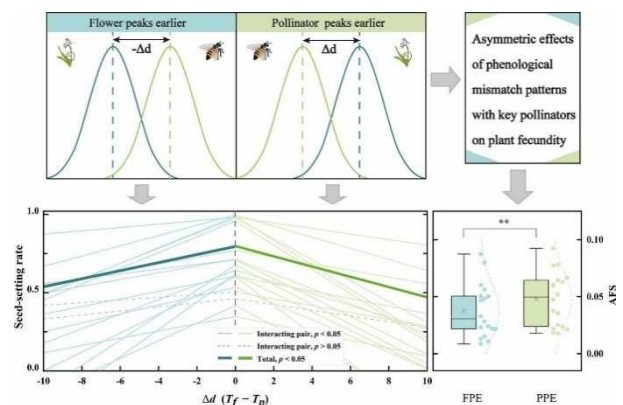 Flower peaks earlier
Pollinator peaks earlier
-Δd
Δd
Asymmetric effects
of phenological
mismatch patterns
with key pollinators
on plant fecundity
Seed-setting rate
1.0
0.5
0.0
Interacting pair, p < 0.05
Interacting pair, p > 0.05
Total, p < 0.05
-10 -8 -6 -4 -2 0 2 4 6 8 10
Δd (Tf − Tp)
**
0.10
0.05
0.00
AFS
FPE PPE